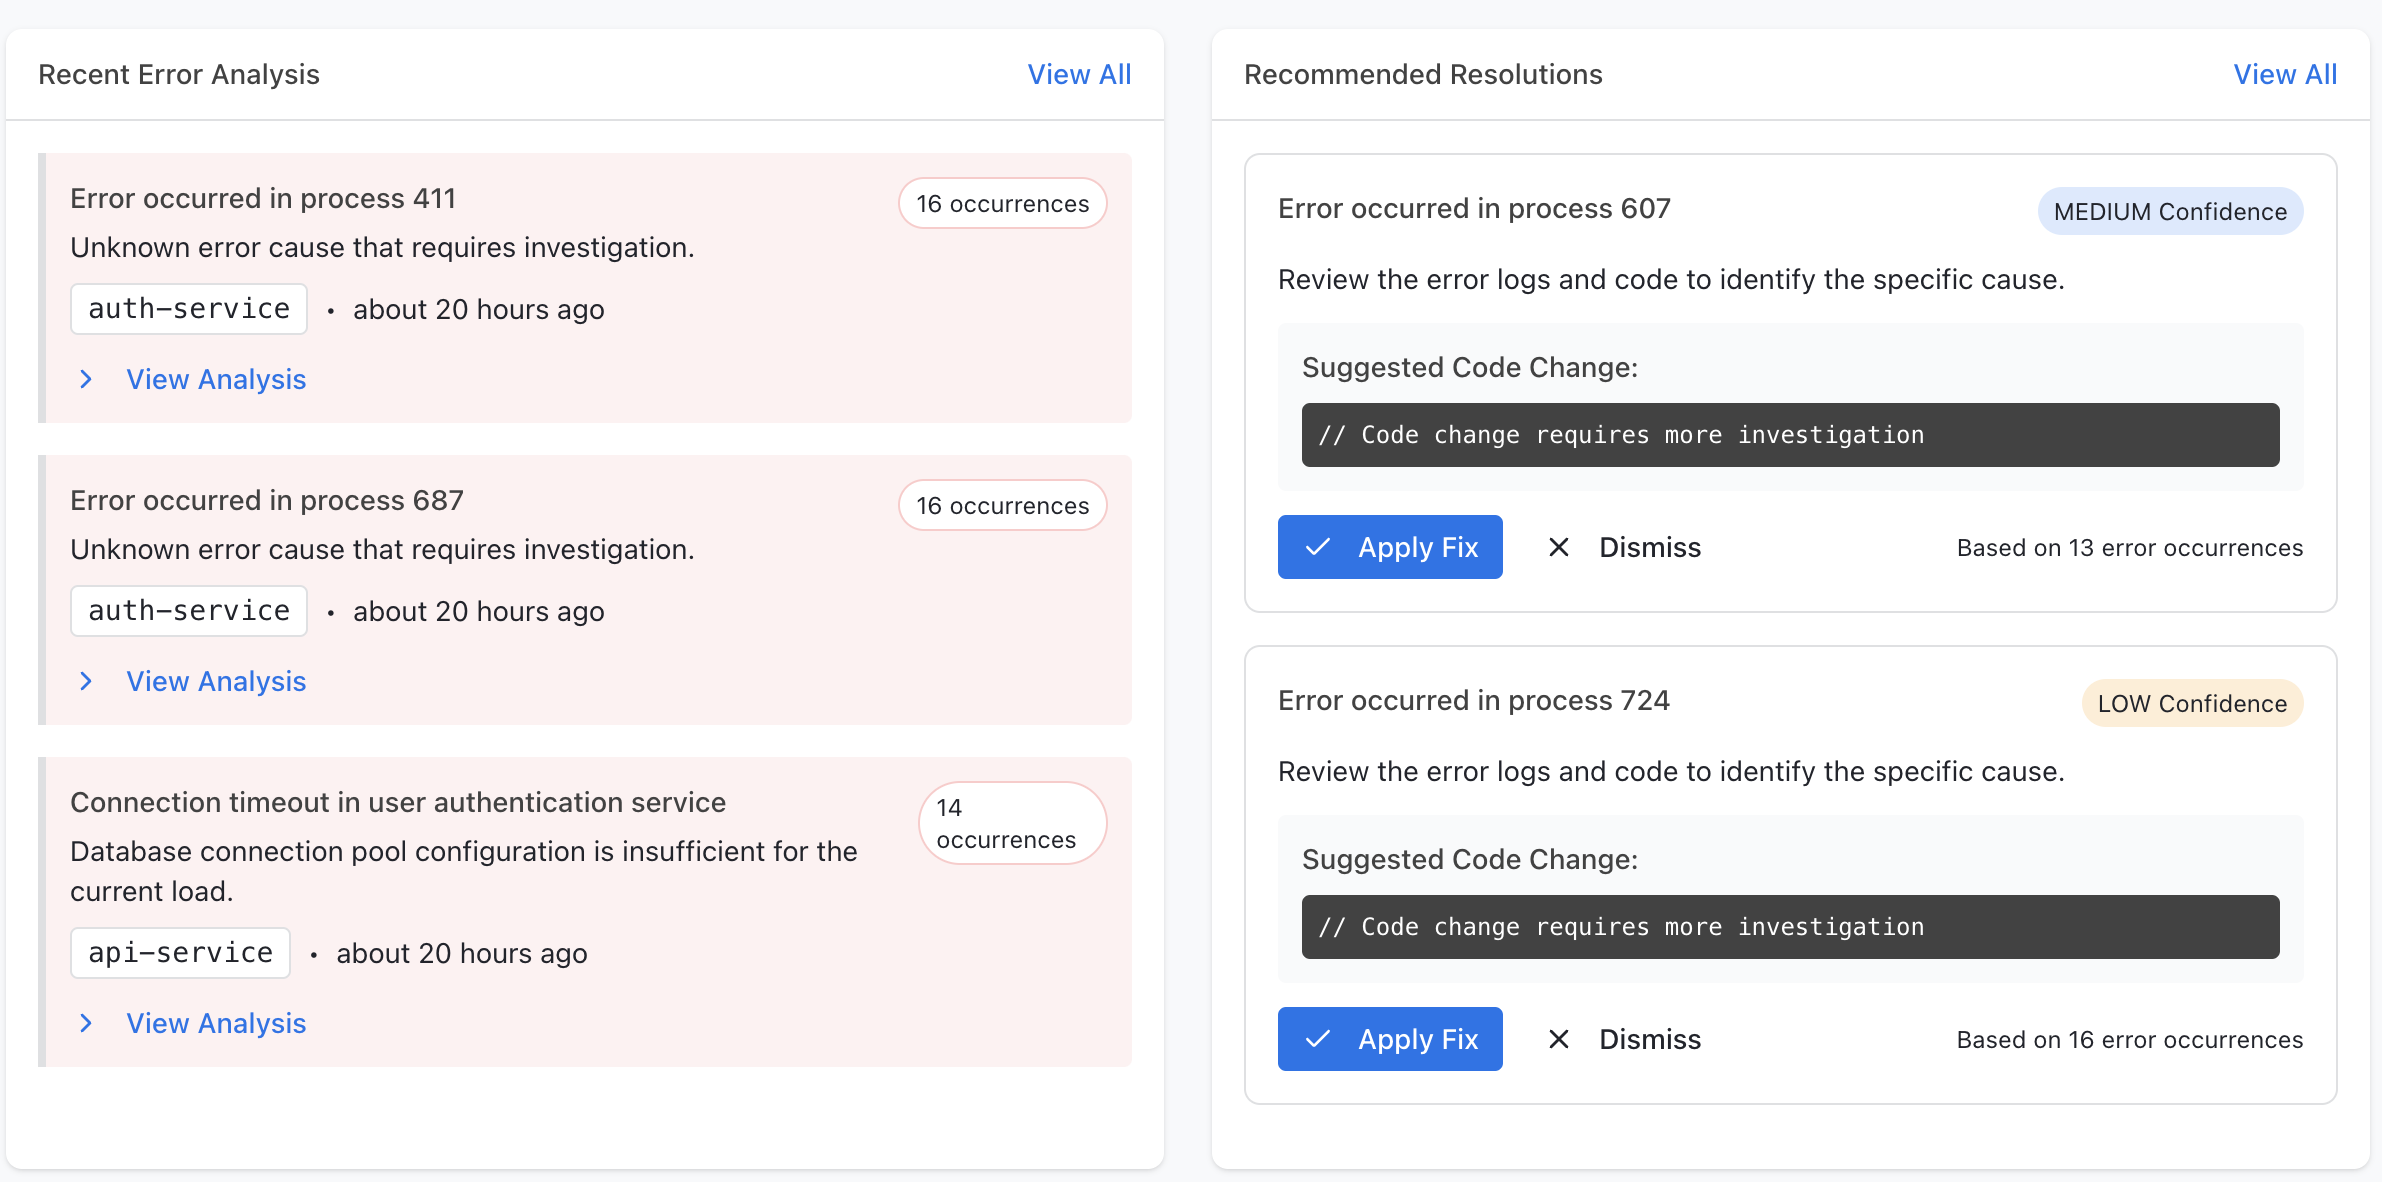 Recent Error Analysis
View All
Error occurred in process 411
16 occurrences
Unknown error cause that requires investigation.
auth-service • about 20 hours ago
View Analysis
Error occurred in process 687
16 occurrences
Unknown error cause that requires investigation.
auth-service • about 20 hours ago
View Analysis
Connection timeout in user authentication service
14
occurrences
Database connection pool configuration is insufficient for the
current load.
api-service • about 20 hours ago
View Analysis
Recommended Resolutions
View All
Error occurred in process 607
MEDIUM Confidence
Review the error logs and code to identify the specific cause.
Suggested Code Change:
// Code change requires more investigation
Apply Fix
Dismiss
Based on 13 error occurrences
Error occurred in process 724
LOW Confidence
Review the error logs and code to identify the specific cause.
Suggested Code Change:
// Code change requires more investigation
Apply Fix
Dismiss
Based on 16 error occurrences